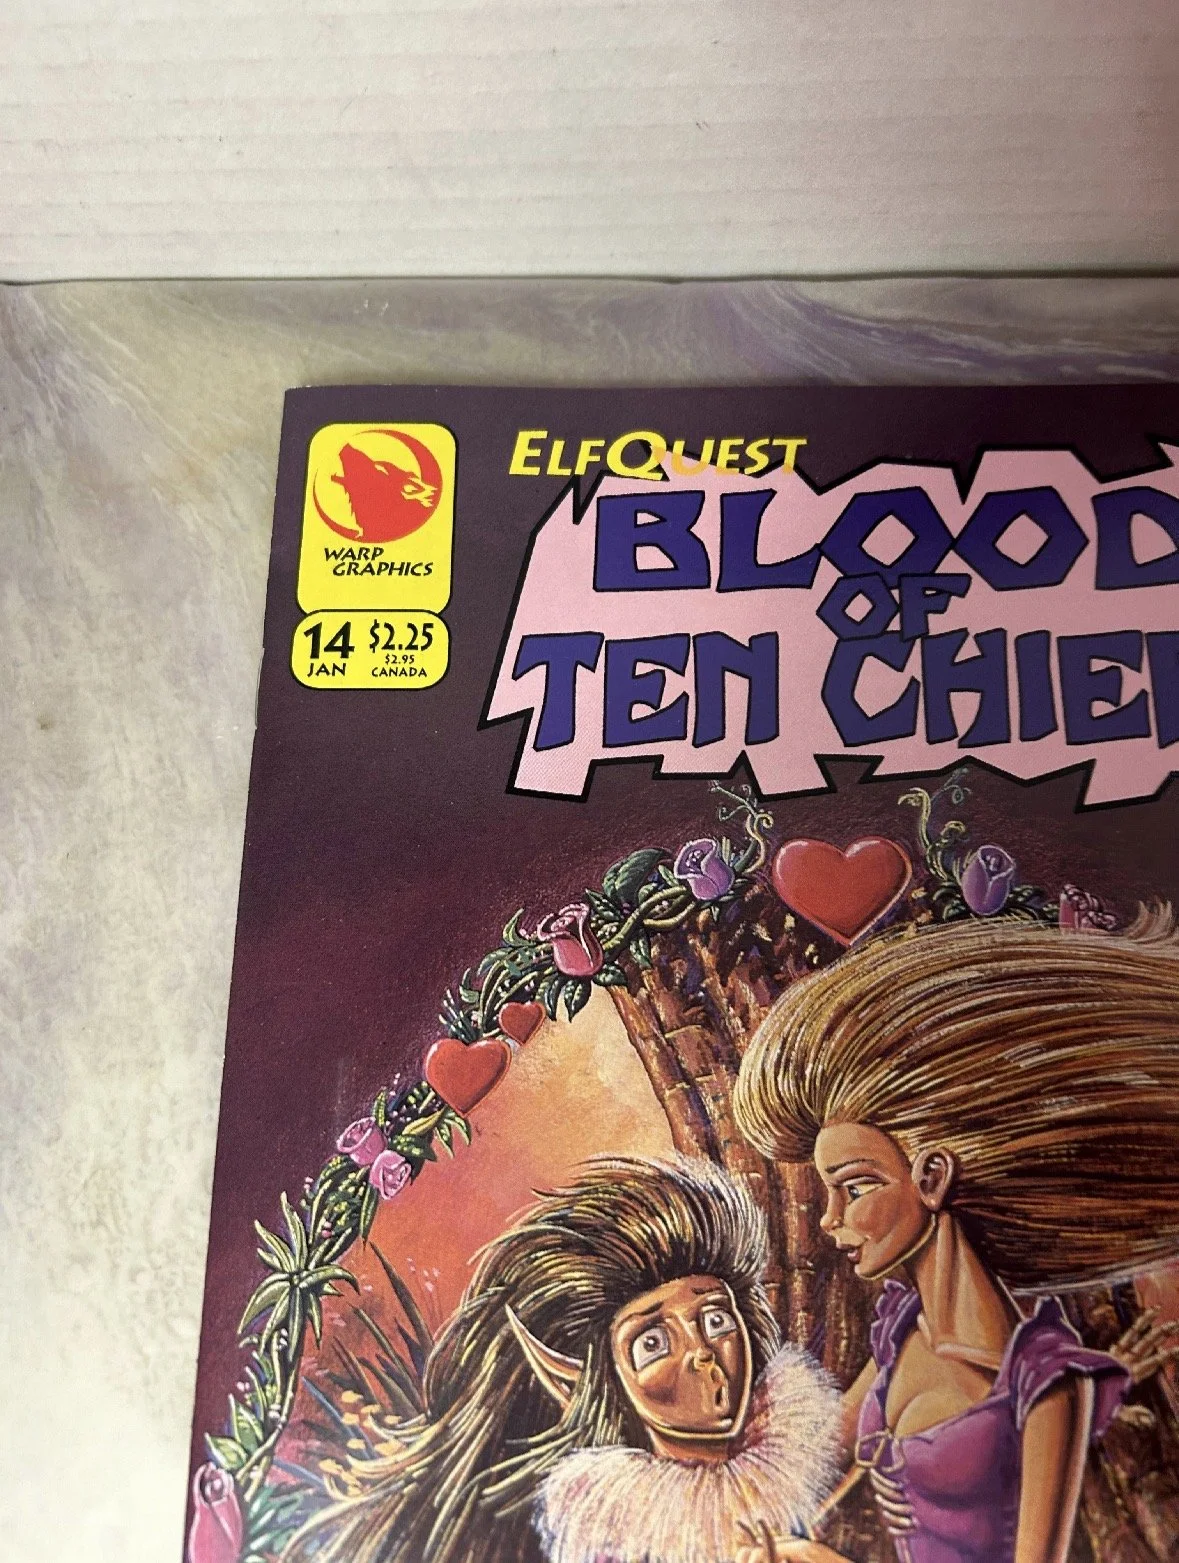 ELFQUEST
BLOOD
OF
TEN CHIE
WARP
GRAPHICS
14 $2.25
JAN $2.95
CANADA